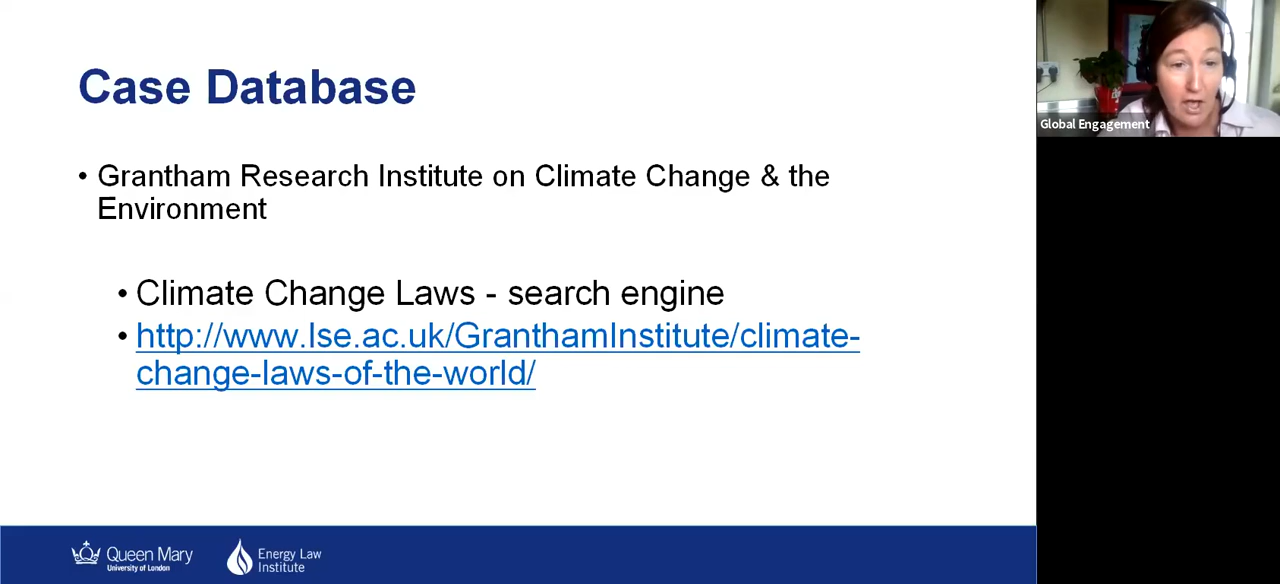 Case Database
• Grantham Research Institute on Climate Change & the
Environment
• Climate Change Laws - search engine
• http://www.lse.ac.uk/GranthamInstitute/climate-
change-laws-of-the-world/
Global Engagement
Queen Mary
University of London
Energy Law
Institute